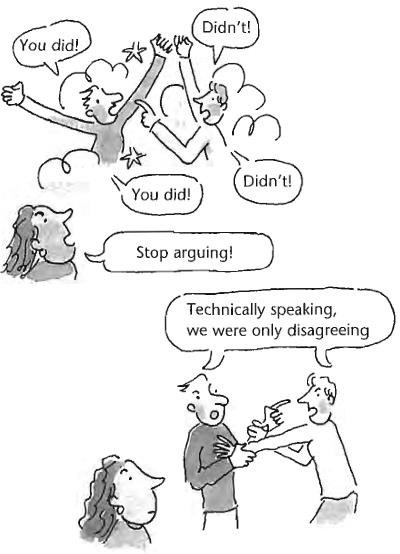 You did!
Didn't!
You did!
Didn't!
Stop arguing!
Technically speaking,
we were only disagreeing